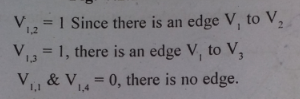 V1,2 = 1 Since there is an edge V1 to V2
V1,3 = 1, there is an edge V1 to V3
V1,1 & V1,4 = 0, there is no edge.